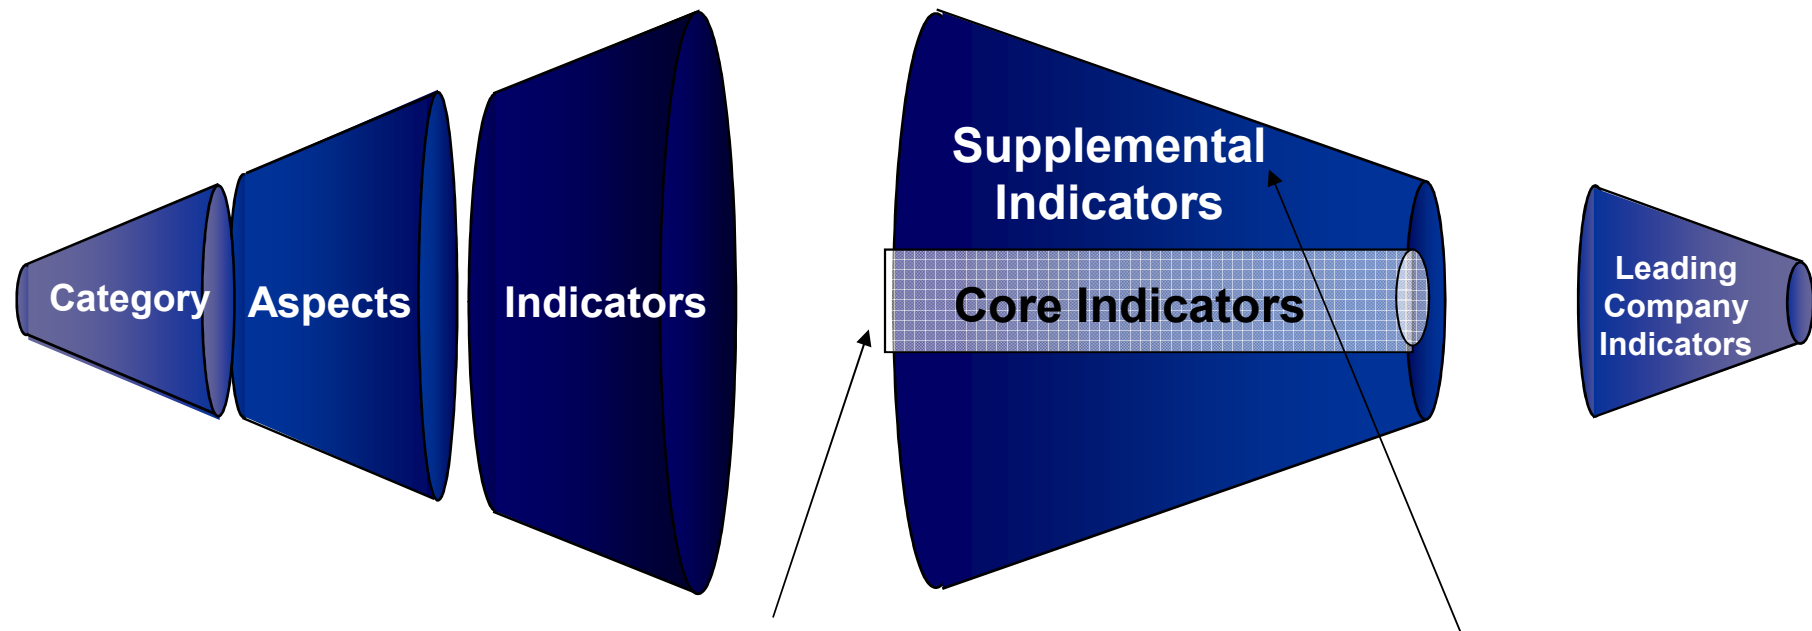 Category
Aspects
Indicators
Supplemental
Indicators
Core Indicators
Leading
Company
Indicators